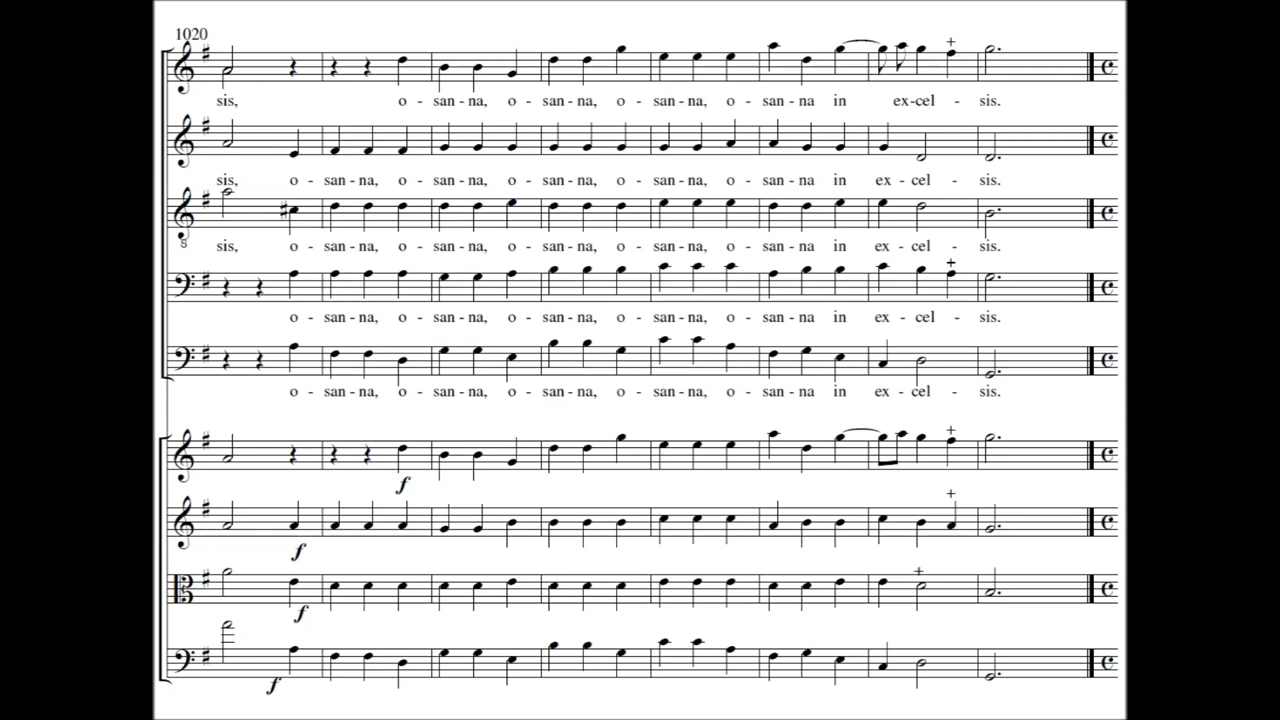 1020
sis, o - san - na, o - san - na, o - san - na, o - san - na in ex-cel - sis.
sis, o - san - na, o - san - na, o - san - na, o - san - na, o - san - na in ex - cel - sis.
8
sis, o - san - na, o - san - na, o - san - na, o - san - na, o - san - na in ex - cel - sis.
o - san - na, o - san - na, o - san - na, o - san - na, o - san - na in ex - cel - sis.
o - san - na, o - san - na, o - san - na, o - san - na, o - san - na in ex - cel - sis.
f
f
f
f